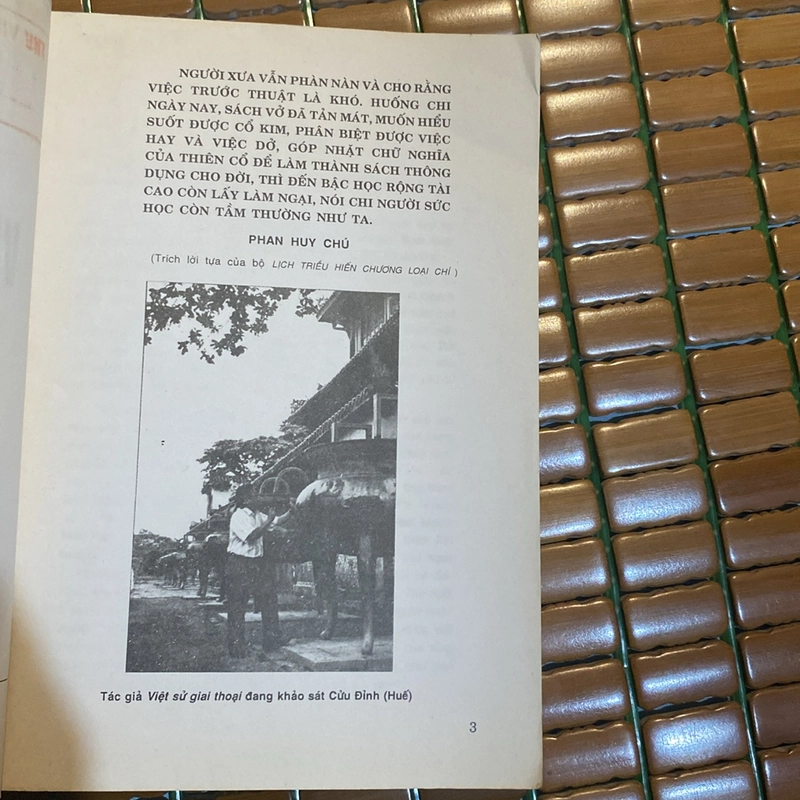 NGƯỜI XƯA VẪN PHÀN NÀN VÀ CHO RẰNG
VIỆC TRƯỚC THUẬT LÀ KHÓ. HUỐNG CHI
NGÀY NAY, SÁCH VỞ ĐÃ TẢN MÁT, MUỐN HIỂU
SUỐT ĐƯỢC CỔ KIM, PHÂN BIỆT ĐƯỢC VIỆC
HAY VÀ VIỆC DỞ, GÓP NHẶT CHỮ NGHĨA
CỦA THIÊN CỔ ĐỂ LÀM THÀNH SÁCH THÔNG
DỤNG CHO ĐỜI, THÌ ĐẾN BẬC HỌC RỘNG TÀI
CAO CÒN LẤY LÀM NGẠI, NÓI CHI NGƯỜI SỨC
HỌC CÒN TẦM THƯỜNG NHƯ TA.
PHAN HUY CHÚ
(Trích lời tựa của bộ LỊCH TRIỀU HIẾN CHƯƠNG LOẠI CHÍ)
Tác giả Việt sử giai thoại đang khảo sát Cửu Đỉnh (Huế)
3